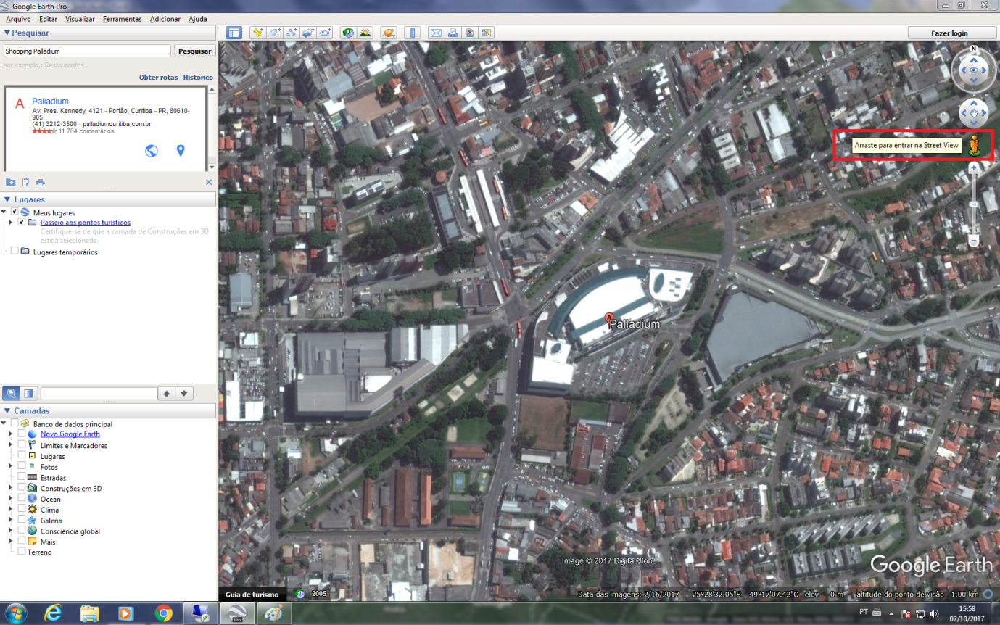 Google Earth Pro
Arquivo Editar Visualizar Ferramentas Adicionar Ajuda
Pesquisar
Fazer login
Shopping Palladium
Pesquisar
por exemplo,: Restaurantes
Obter rotas Histórico
A Palladium
Av. Pres. Kennedy, 4121 - Portão, Curitiba - PR, 80610-
905
(41) 3212-3500 · palladiumcuritiba.com.br
11.764 comentários
N
Arraste para entrar na Street View
Lugares
Meus lugares
Passeio aos pontos turísticos
Certifique-se de que a camada de Construções em 3D
esteja selecionada
Lugares temporários
A
Palladium
Camadas
Banco de dados principal
Novo Google Earth
Limites e Marcadores
Lugares
Fotos
Estradas
Construções em 3D
Ocean
Clima
Galeria
Consciência global
Mais
Terreno
Image © 2017 DigitalGlobe
Google Earth
Guia de turismo
2005
Data das imagens: 2/16/2017 25°28'32.05"S 49°17'07.42"O elev 0 m altitude do ponto de visão 1.00 km
Pro
PT
15:58
02/10/2017